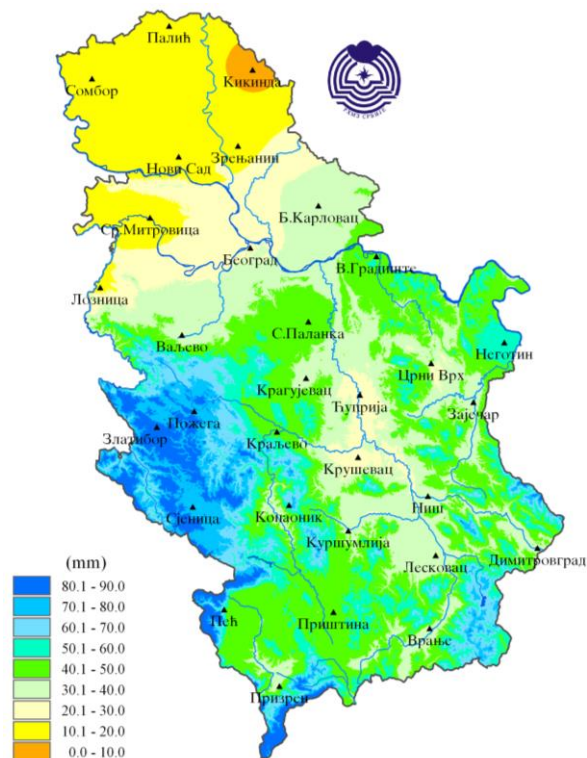 Палић
Кикинда
Сомбор
РХМЗ СРБИЈЕ
Зрењанин
Нови Сад
Б.Карловац
Ср.Митровица
Београд
В.Градиште
Лозница
С.Паланка
Ваљево
Неготин
Црни Врх
Крагујевац
Ћуприја
Зајечар
Пожега
Златибор
Краљево
Крушевац
Ниш
Сјеница
Копаоник
Куршумлија
Димитровград
Лесковац
(mm)
80.1 - 90.0
70.1 - 80.0
60.1 - 70.0
50.1 - 60.0
40.1 - 50.0
30.1 - 40.0
20.1 - 30.0
10.1 - 20.0
0.0 - 10.0
Пећ
Приштина
Врање
Призрен